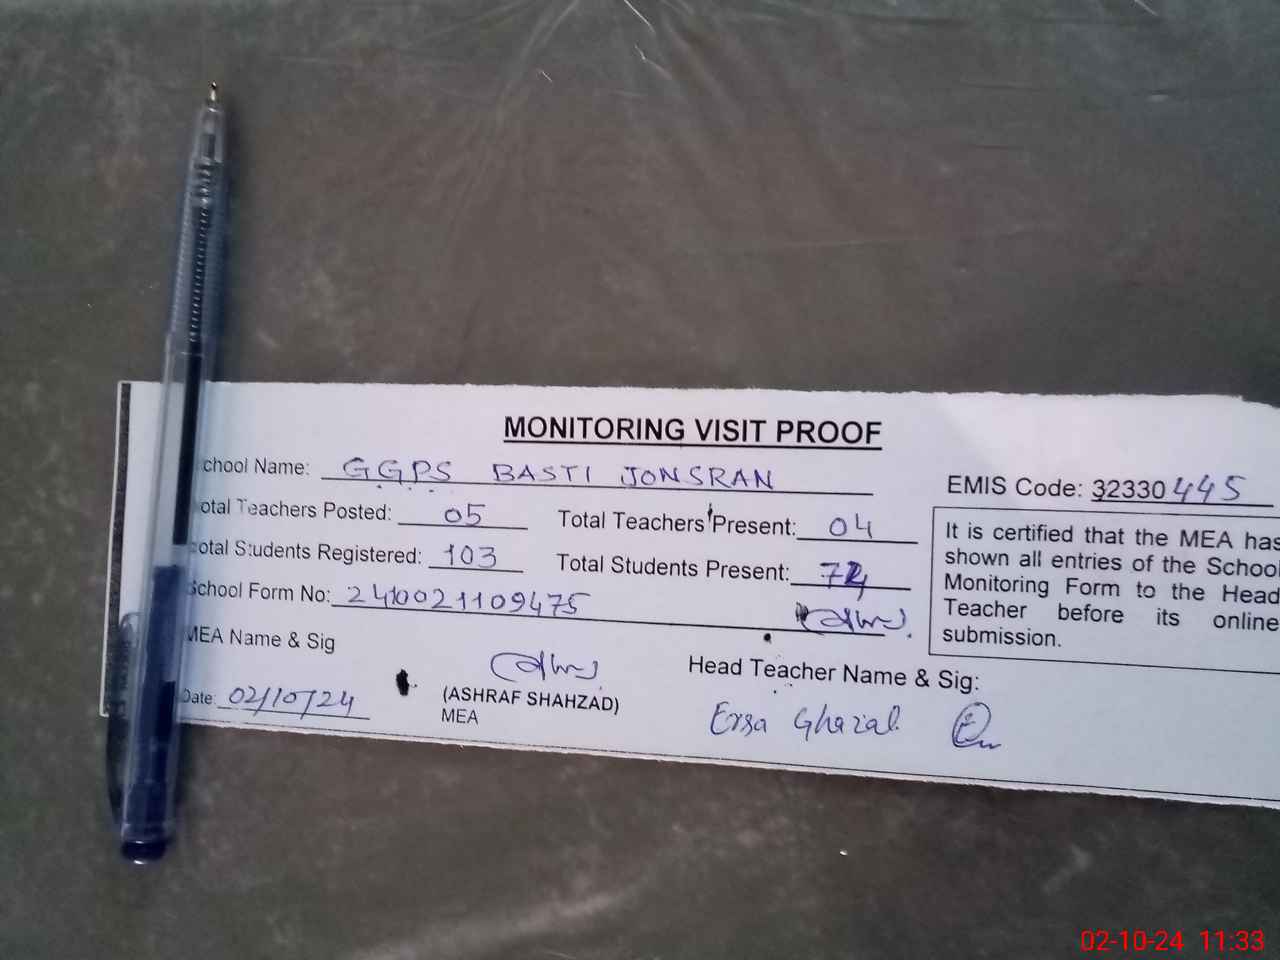 MONITORING VISIT PROOF
chool Name: GGPS BASTI JONSRAN
EMIS Code: 32330445
otal Teachers Posted: 05 Total Teachers Present: 04
otal Students Registered: 103 Total Students Present:
School Form No: 2410021109475
It is certified that the MEA has
shown all entries of the School
Monitoring Form to the Head
Teacher before its online
submission.
MEA Name & Sig
(ASHRAF SHAHZAD)
MEA
Date: 02/10/24
Head Teacher Name & Sig:
Ersa Ghazal
02-10-24 11:33